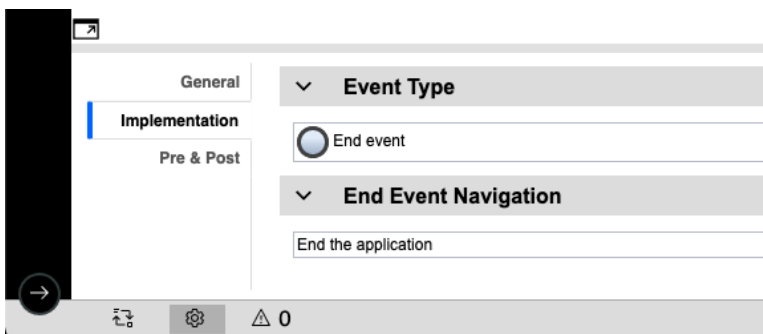 General
Implementation
Pre & Post
Event Type
End event
End Event Navigation
End the application
0